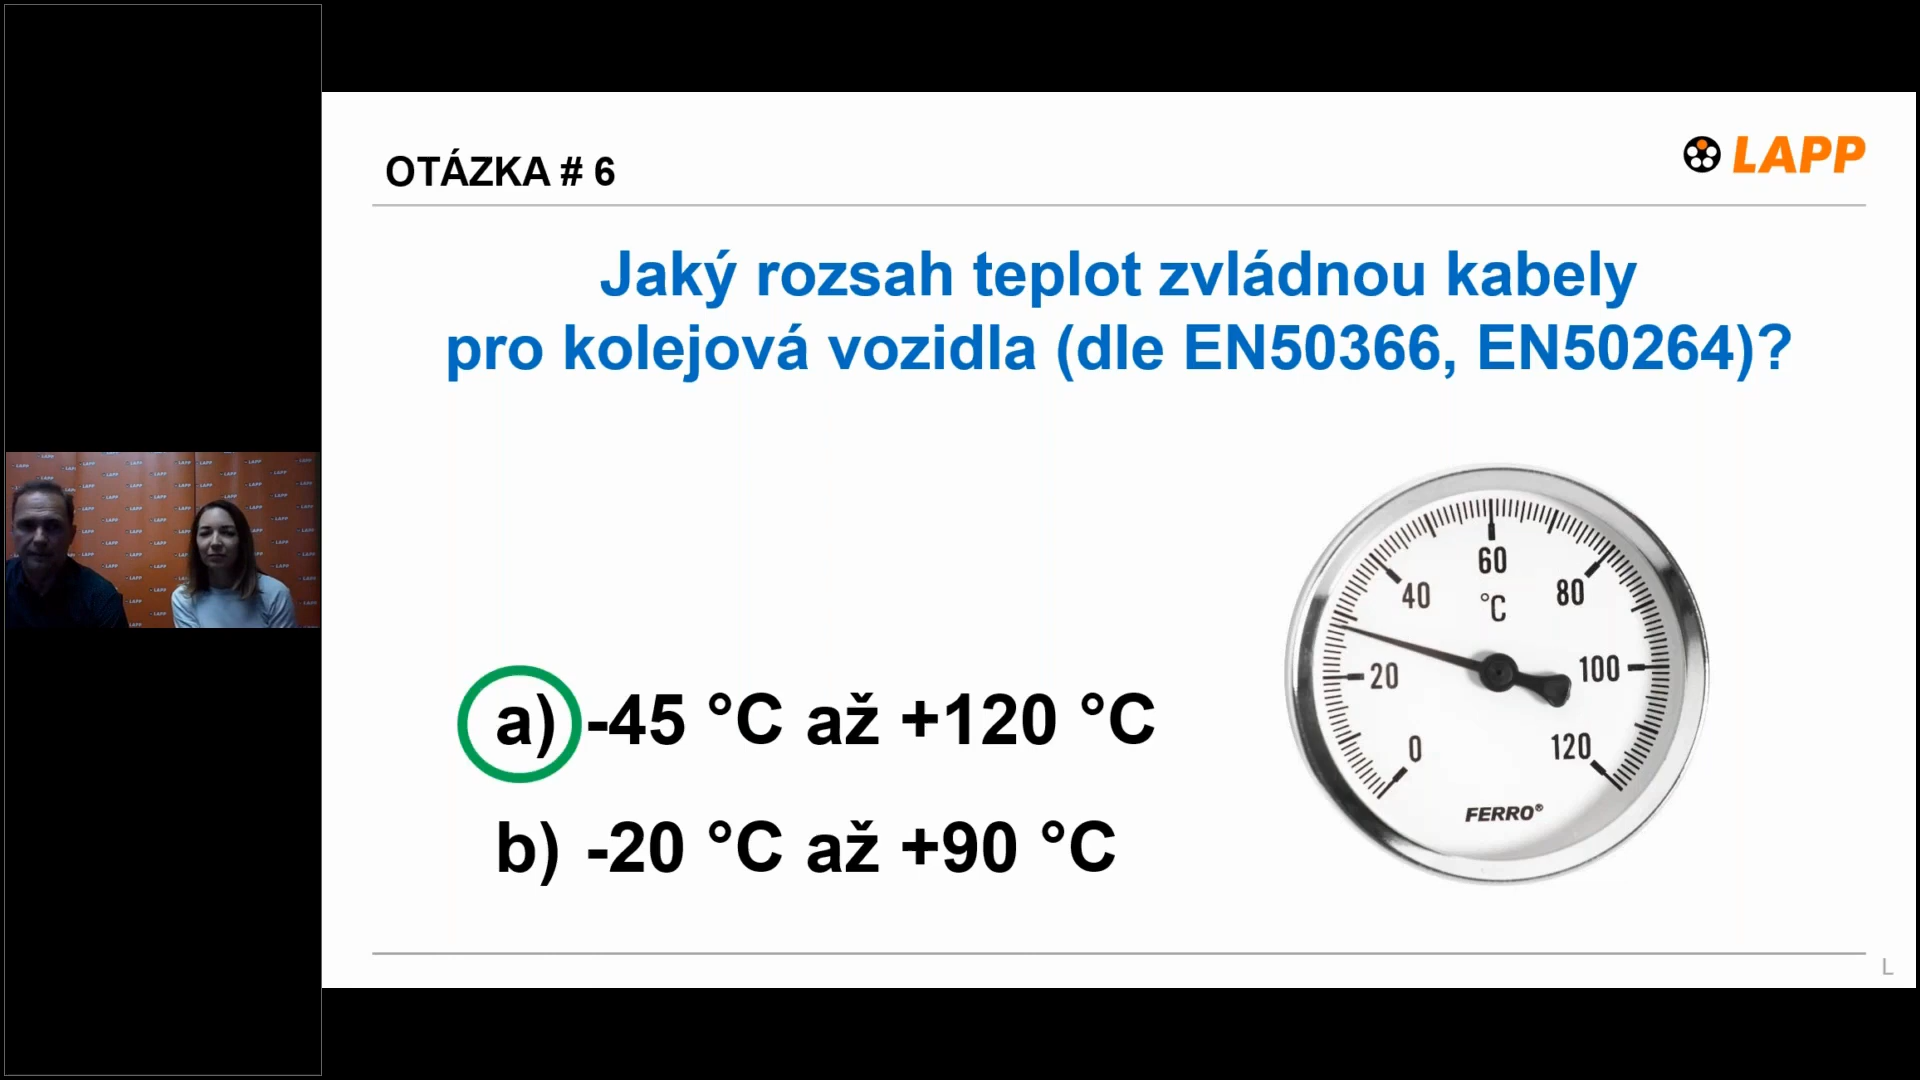 OTÁZKA # 6
LAPP
Jaký rozsah teplot zvládnou kabely
pro kolejová vozidla (dle EN50366, EN50264)?
60
°C
40
80
20
100
0
120
FERRO®
a) -45 °C až +120 °C
b) -20 °C až +90 °C
L